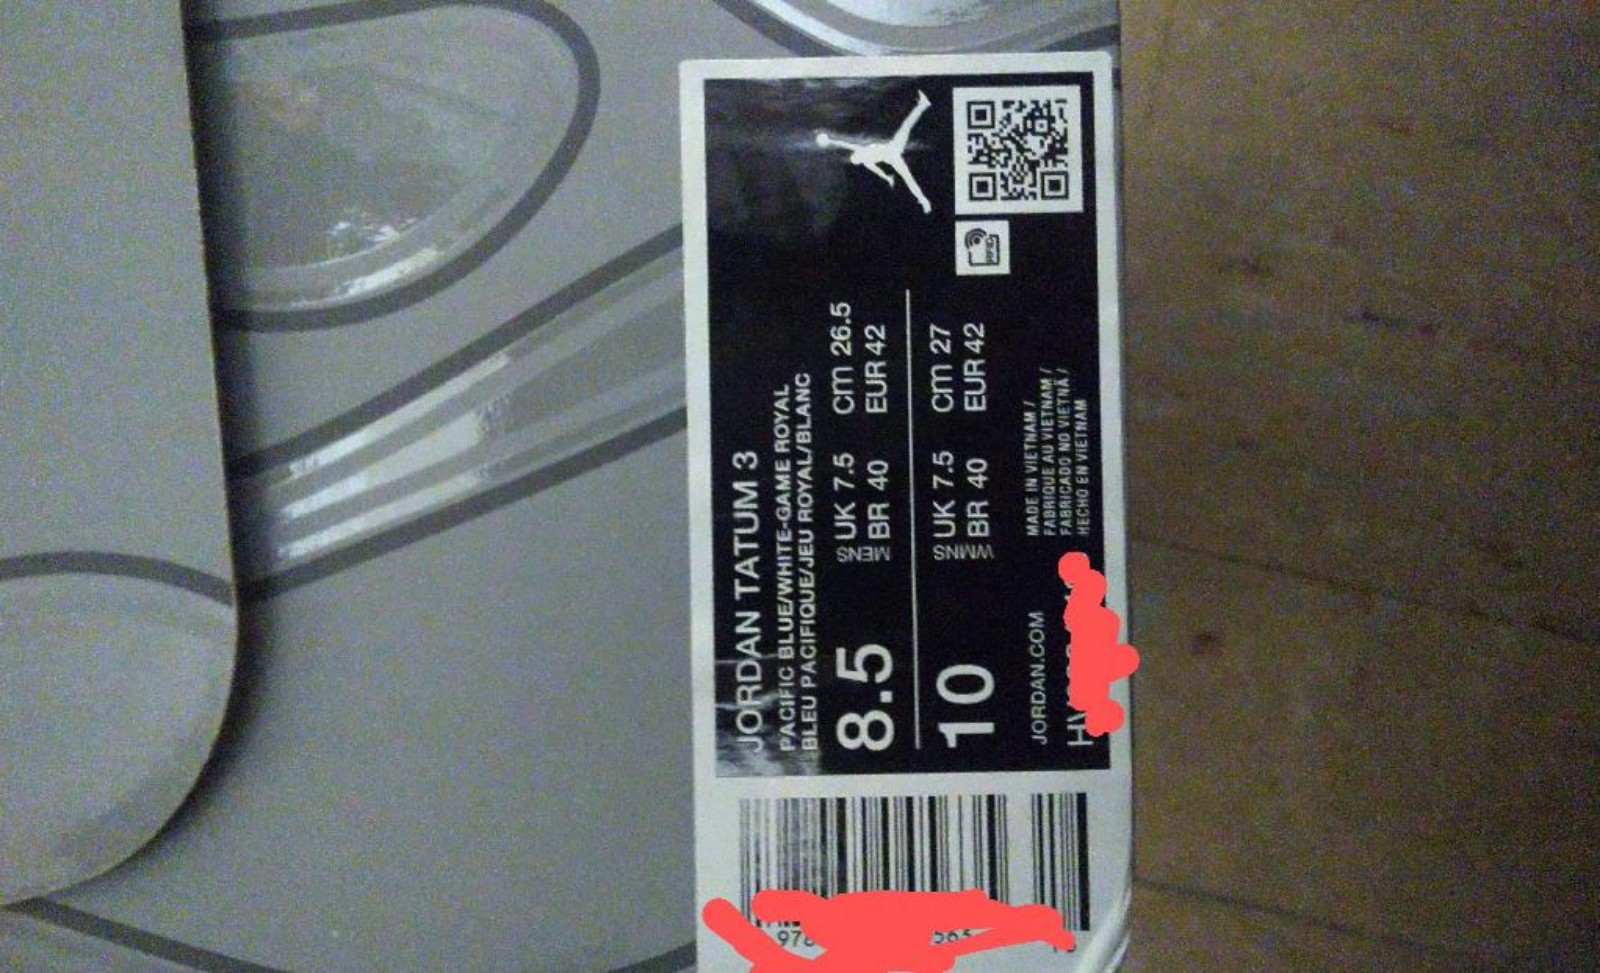 JORDAN TATUM 3
PACIFIC BLUE/WHITE-GAME ROYAL
BLEU PACIFIQUE/JEU ROYAL/BLANC
8.5
MENS
UK 7.5 cm 26.5
BR 40 EUR 42
10
WMNS
UK 7.5 cm 27
BR 40 EUR 42
JORDAN.COM
MADE IN VIETNAM /
FABRIQUE AU VIETNAM /
FABRICADO NO VIETNÃ /
HECHO EN VIETNAM